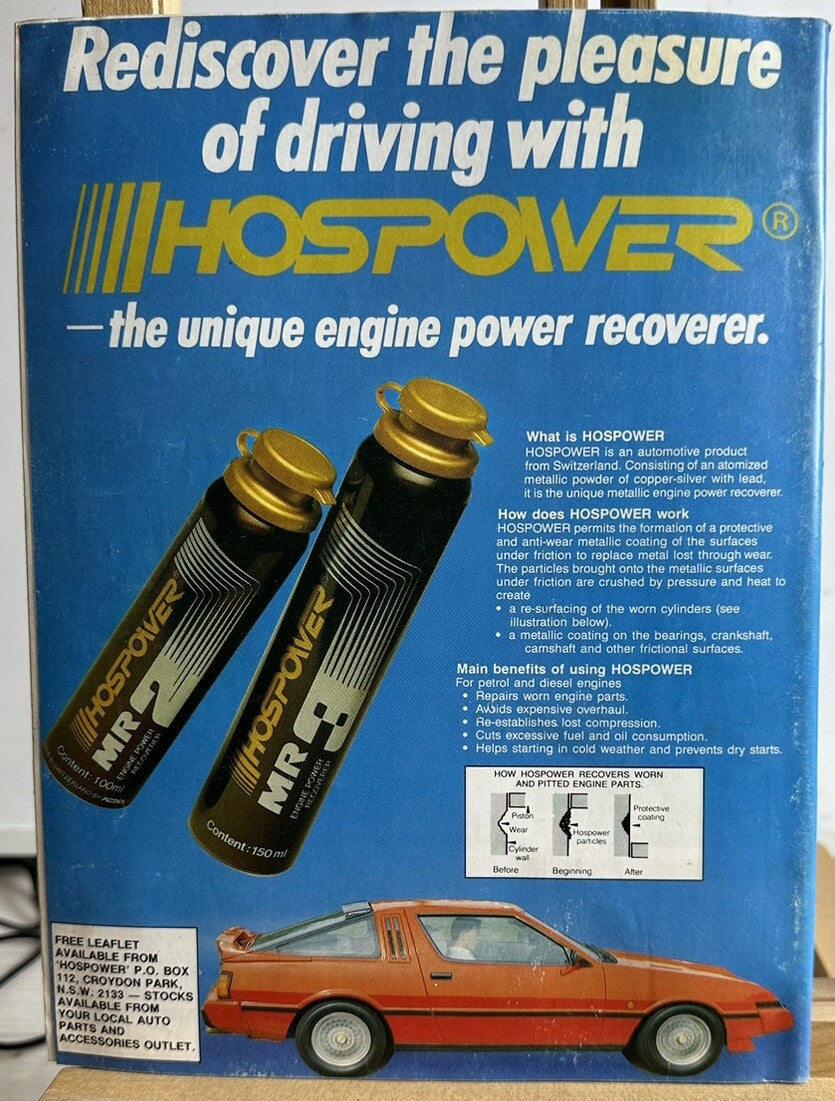 Rediscover the pleasure
of driving with
HOSPOWER®
—the unique engine power recoverer.
What is HOSPOWER
HOSPOWER is an automotive product
from Switzerland. Consisting of an atomized
metallic powder of copper-silver with lead,
it is the unique metallic engine power recoverer.
How does HOSPOWER work
HOSPOWER permits the formation of a protective
and anti-wear metallic coating of the surfaces
under friction to replace metal lost through wear.
The particles brought onto the metallic surfaces
under friction are crushed by pressure and heat to
create
• a re-surfacing of the worn cylinders (see
illustration below).
• a metallic coating on the bearings, crankshaft,
camshaft and other frictional surfaces.
Main benefits of using HOSPOWER
For petrol and diesel engines
• Repairs worn engine parts.
• Avoids expensive overhaul.
• Re-establishes lost compression.
• Cuts excessive fuel and oil consumption.
• Helps starting in cold weather and prevents dry starts.
HOSPOWER
MR 2
ENGINE POWER
RECOVERER
Content: 100ml
HOSPOWER
MR 3
ENGINE POWER
RECOVERER
Content: 150 ml
HOW HOSPOWER RECOVERS WORN
AND PITTED ENGINE PARTS.
Piston
Wear
Cylinder
wall
Before
Hospower
particles
Beginning
Protective
coating
After
FREE LEAFLET
AVAILABLE FROM
'HOSPOWER' P.O. BOX
112, CROYDON PARK,
N.S.W. 2133 — STOCKS
AVAILABLE FROM
YOUR LOCAL AUTO
PARTS AND
ACCESSORIES OUTLET.